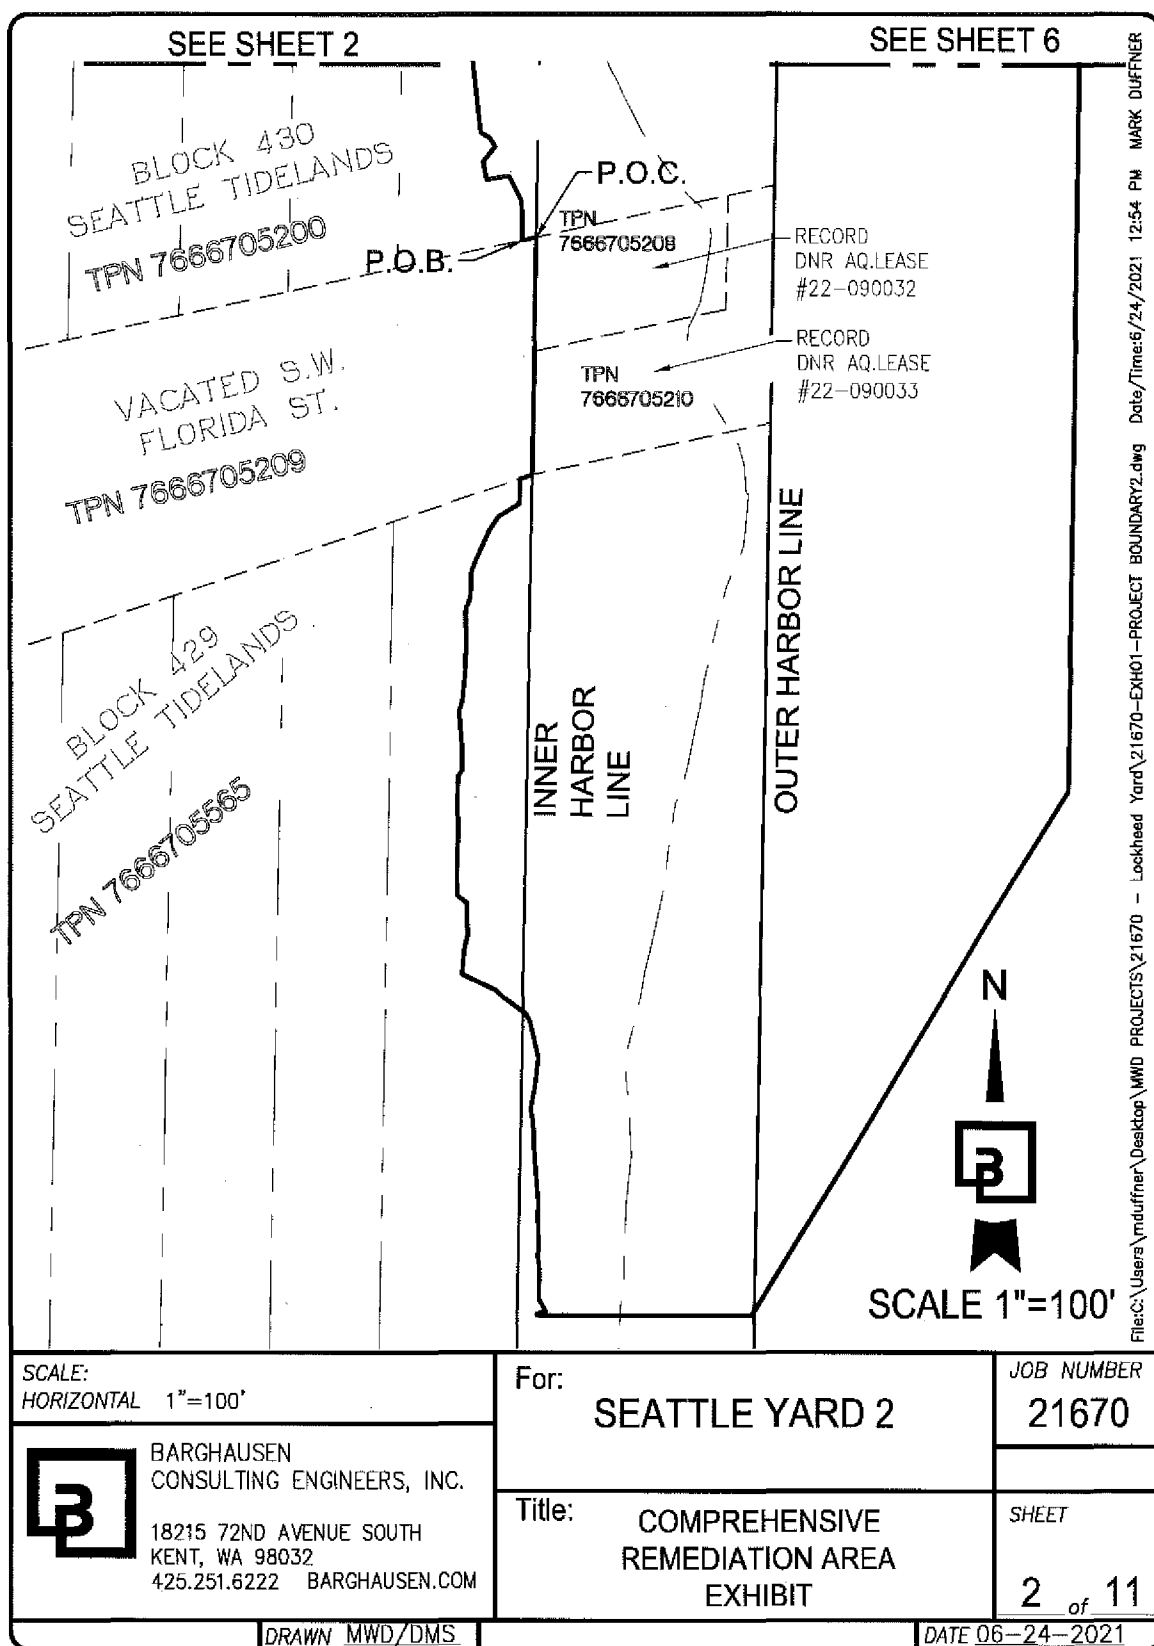 SEE SHEET 2
SEE SHEET 6
BLOCK 430
SEATTLE TIDELANDS
TPN 7666705200
P.O.C.
P.O.B.
TPN
7666705208
RECORD
DNR AQ.LEASE
#22-090032
RECORD
DNR AQ.LEASE
#22-090033
TPN
7666705210
VACATED S.W.
FLORIDA ST.
TPN 7666705209
BLOCK 429
SEATTLE TIDELANDS
TPN 7666705565
INNER
HARBOR
LINE
OUTER HARBOR LINE
N
B
SCALE 1"=100'
File:C:\Users\mduffner\Desktop\MWD PROJECTS\21670 - Lockheed Yard\21670-EXH01-PROJECT BOUNDARY2.dwg Date/Time:6/24/2021 12:54 PM MARK DUFFNER
SCALE:
HORIZONTAL 1"=100'
For:
SEATTLE YARD 2
JOB NUMBER
21670
B
BARGHAUSEN
CONSULTING ENGINEERS, INC.
18215 72ND AVENUE SOUTH
KENT, WA 98032
425.251.6222 BARGHAUSEN.COM
Title:
COMPREHENSIVE
REMEDIATION AREA
EXHIBIT
SHEET
2 of 11
DRAWN MWD/DMS
DATE 06-24-2021